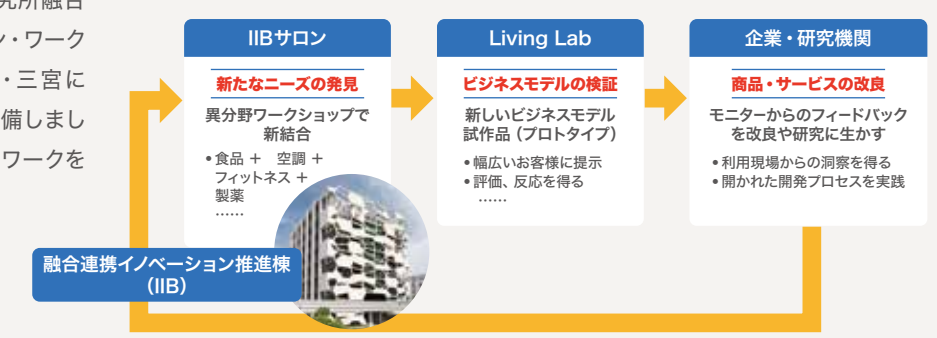 究所融合
ン・ワーク
・三宮に
備しまし
ワークを
IIBサロン
新たなニーズの発見
異分野ワークショップで
新結合
•食品 ＋ 空調 ＋
フィットネス ＋
製薬
……
Living Lab
ビジネスモデルの検証
新しいビジネスモデル
試作品（プロトタイプ）
•幅広いお客様に提示
•評価、反応を得る
……
企業・研究機関
商品・サービスの改良
モニターからのフィードバック
を改良や研究に生かす
•利用現場からの洞察を得る
•開かれた開発プロセスを実践
融合連携イノベーション推進棟
（IIB）